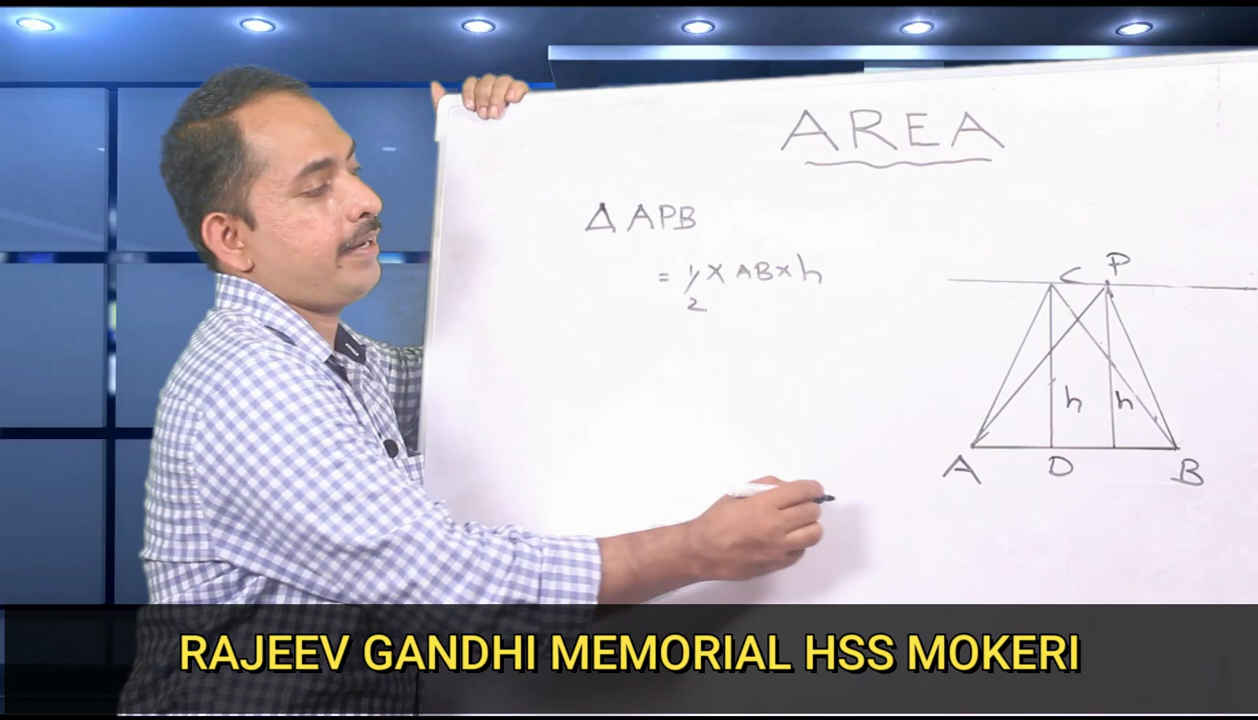 AREA
Δ APB
= 1/2 × AB × h
C P
h h
A D B
RAJEEV GANDHI MEMORIAL HSS MOKERI